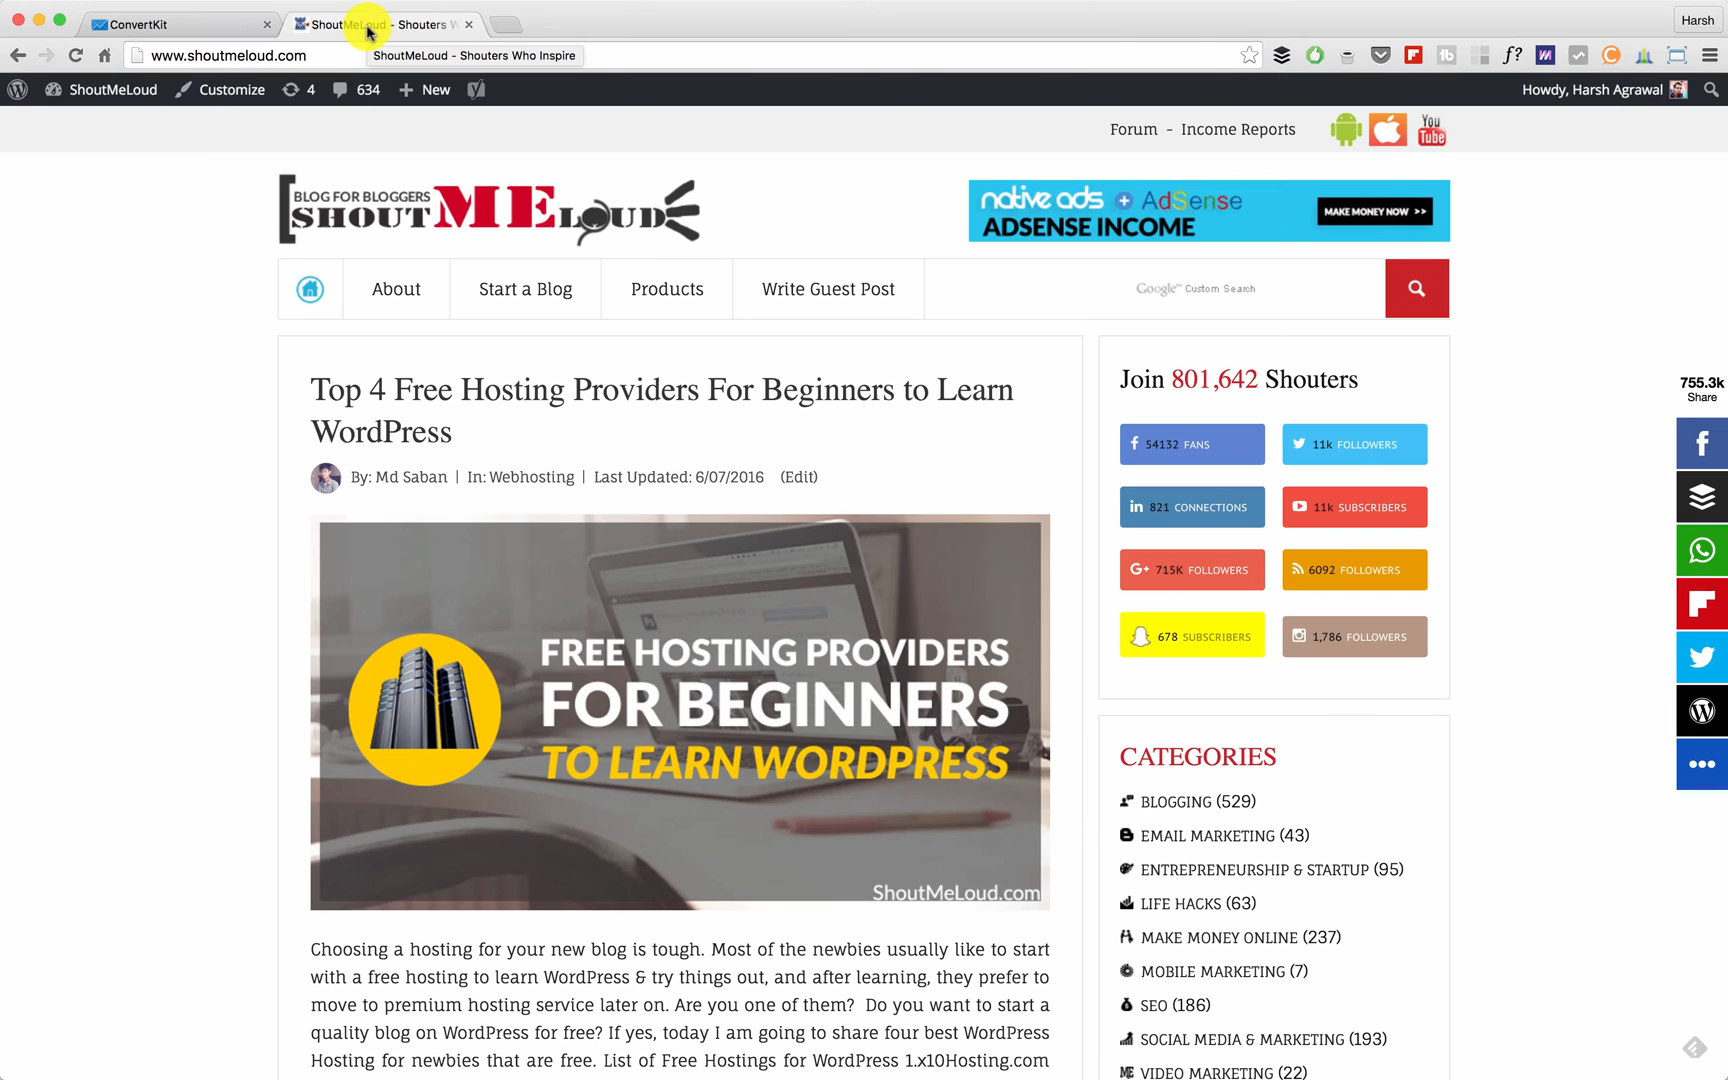 ConvertKit
ShoutMeLoud - Shouters W
Harsh
www.shoutmeloud.com
ShoutMeLoud - Shouters Who Inspire
ShoutMeLoud
Customize
4
634
New
Howdy, Harsh Agrawal
Forum - Income Reports
You
Tube
BLOG FOR BLOGGERS
SHOUTMELOUD
native ads + AdSense
ADSENSE INCOME
MAKE MONEY NOW >>
About
Start a Blog
Products
Write Guest Post
Google™ Custom Search
Top 4 Free Hosting Providers For Beginners to Learn
WordPress
By: Md Saban | In: Webhosting | Last Updated: 6/07/2016 (Edit)
FREE HOSTING PROVIDERS
FOR BEGINNERS
TO LEARN WORDPRESS
ShoutMeLoud.com
Choosing a hosting for your new blog is tough. Most of the newbies usually like to start
with a free hosting to learn WordPress & try things out, and after learning, they prefer to
move to premium hosting service later on. Are you one of them? Do you want to start a
quality blog on WordPress for free? If yes, today I am going to share four best WordPress
Hosting for newbies that are free. List of Free Hostings for WordPress 1.x10Hosting.com
Join 801,642 Shouters
54132 FANS
11k FOLLOWERS
821 CONNECTIONS
11k SUBSCRIBERS
715K FOLLOWERS
6092 FOLLOWERS
678 SUBSCRIBERS
1,786 FOLLOWERS
CATEGORIES
BLOGGING (529)
EMAIL MARKETING (43)
ENTREPRENEURSHIP & STARTUP (95)
LIFE HACKS (63)
MAKE MONEY ONLINE (237)
MOBILE MARKETING (7)
SEO (186)
SOCIAL MEDIA & MARKETING (193)
VIDEO MARKETING (22)
755.3k
Share